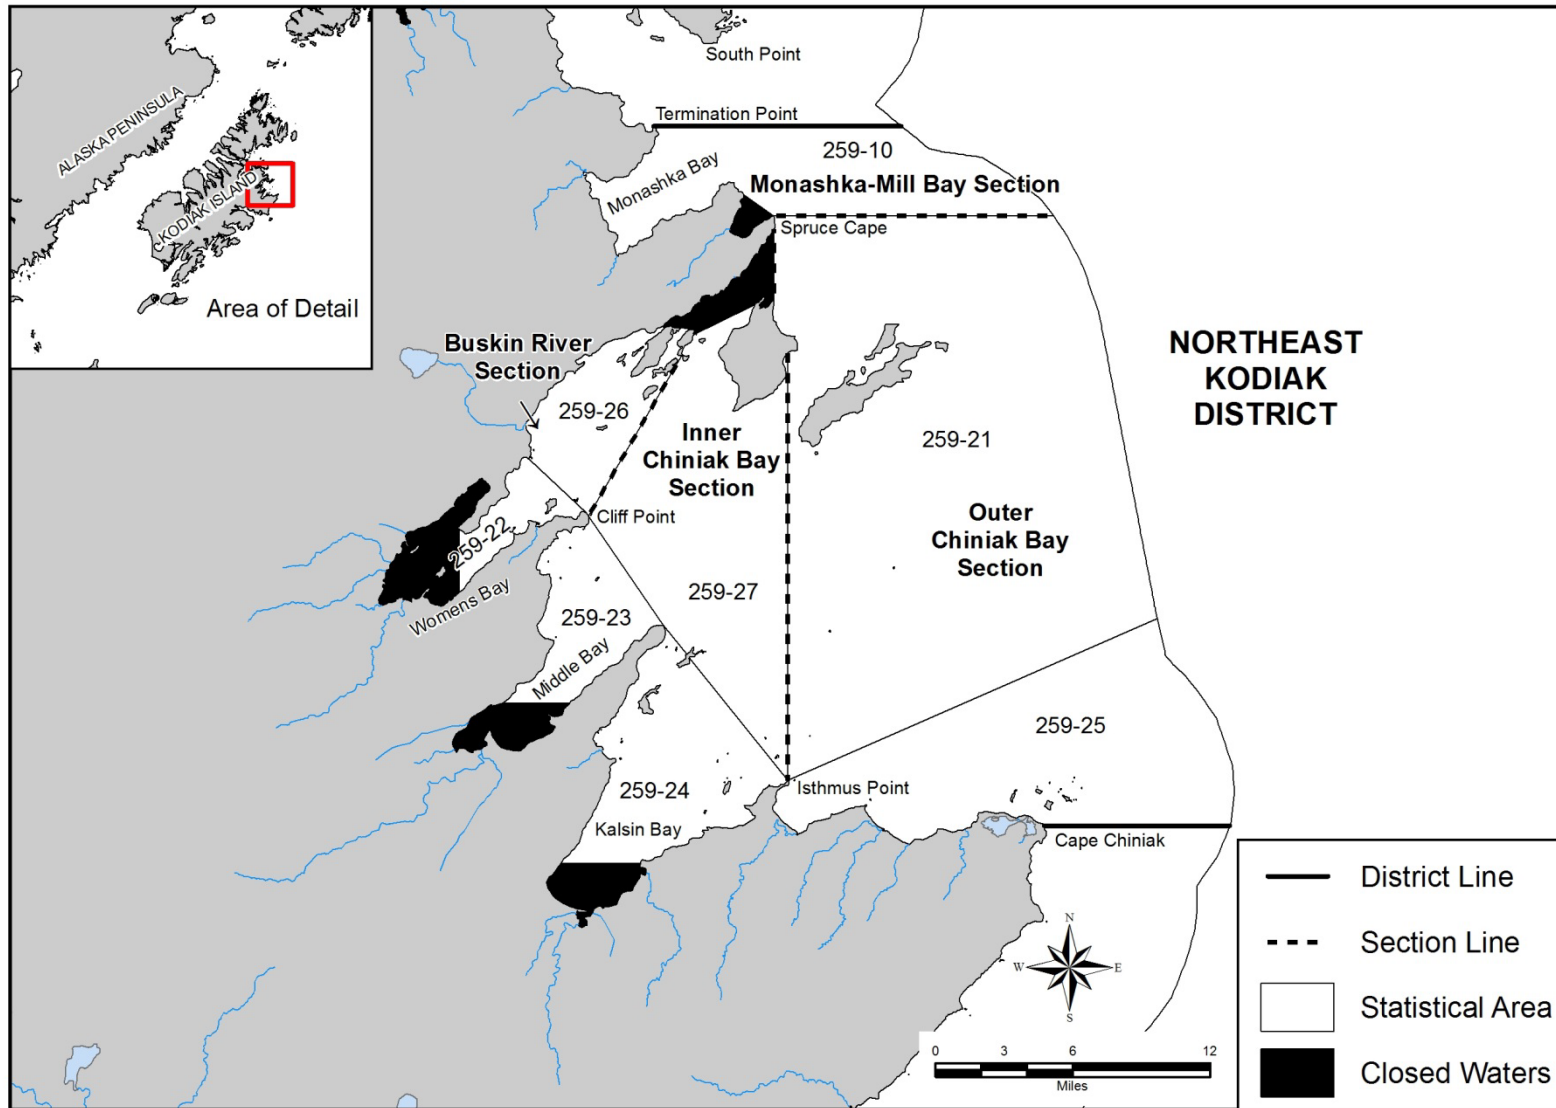 ALASKA PENINSULA
KODIAK ISLAND
Area of Detail
South Point
Termination Point
259-10
Monashka Bay
Monashka-Mill Bay Section
Spruce Cape
Buskin River
Section
259-26
Inner
Chiniak Bay
Section
259-21
NORTHEAST
KODIAK
DISTRICT
Outer
Chiniak Bay
Section
Cliff Point
259-22
Womens Bay
259-27
259-23
Middle Bay
259-25
259-24
Isthmus Point
Kalsin Bay
Cape Chiniak
N
W
E
S
0 3 6 12
Miles
District Line
Section Line
Statistical Area
Closed Waters